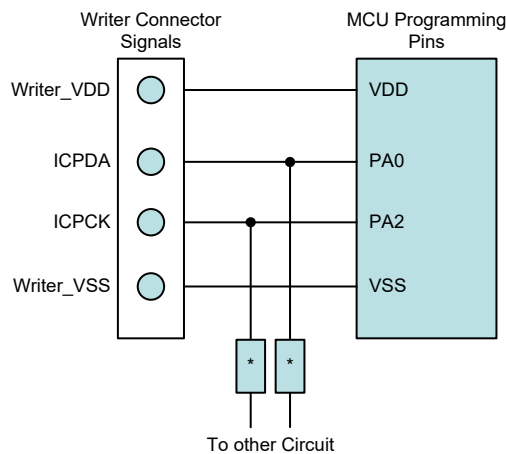 Writer Connector
Signals
MCU Programming
Pins
Writer_VDD
VDD
ICPDA
PA0
ICPCK
PA2
Writer_VSS
VSS
*
*
To other Circuit